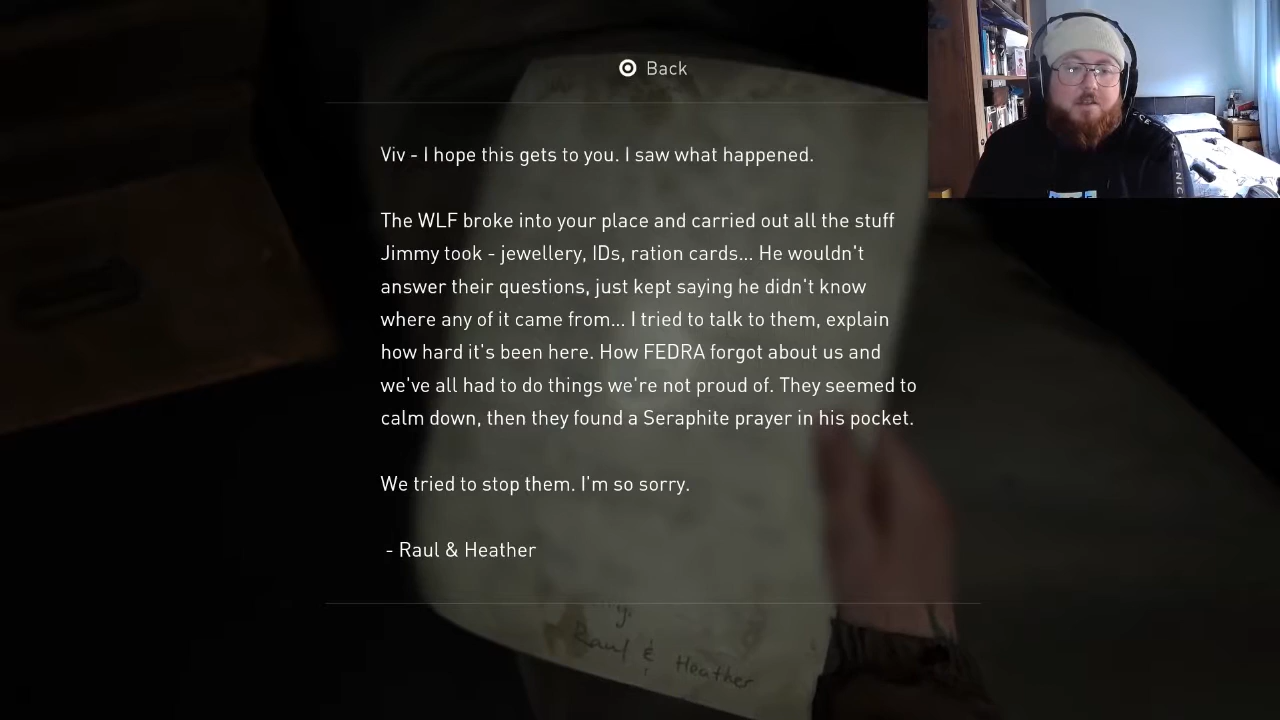 Back
Viv - I hope this gets to you. I saw what happened.
The WLF broke into your place and carried out all the stuff
Jimmy took - jewellery, IDs, ration cards... He wouldn't
answer their questions, just kept saying he didn't know
where any of it came from... I tried to talk to them, explain
how hard it's been here. How FEDRA forgot about us and
we've all had to do things we're not proud of. They seemed to
calm down, then they found a Seraphite prayer in his pocket.
We tried to stop them. I'm so sorry.
- Raul & Heather
Raul & Heather